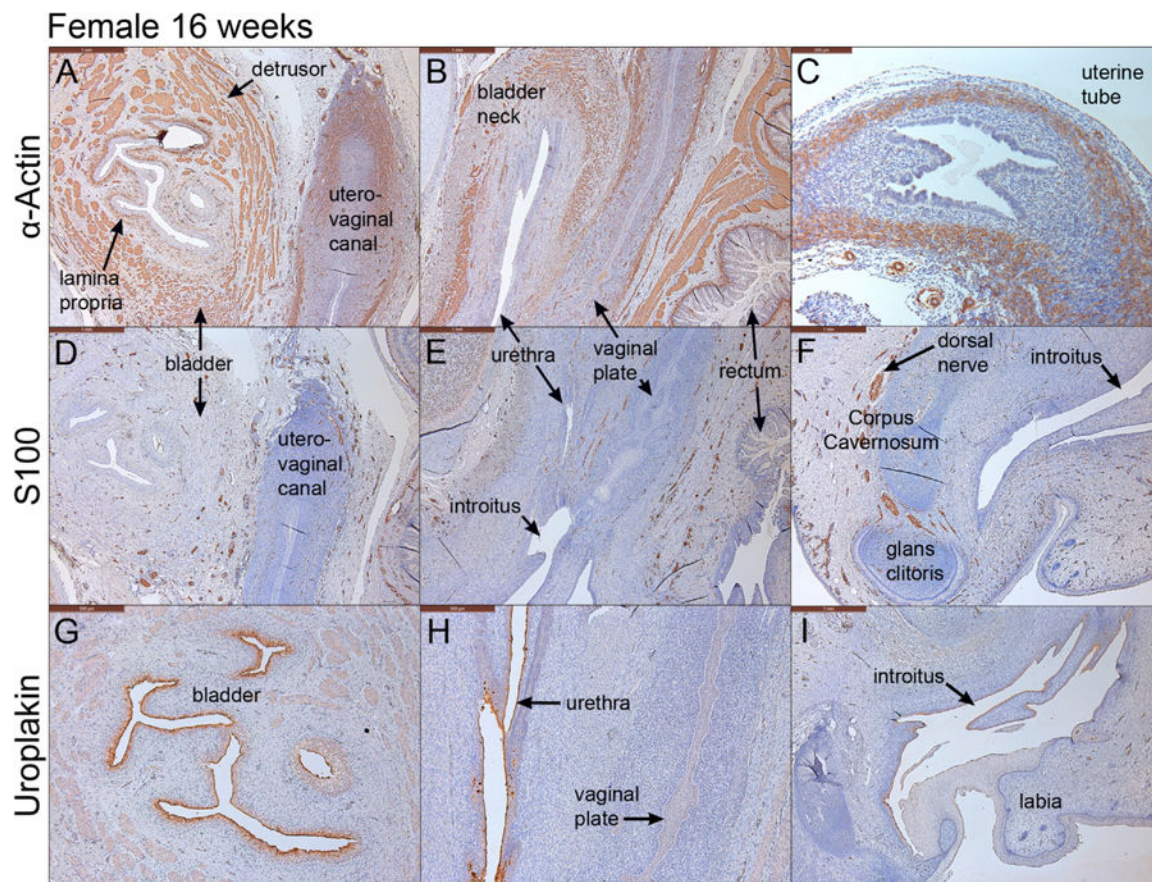 Female 16 weeks
α-Actin
A
detrusor
utero-
vaginal
canal
lamina
propria
B
bladder
neck
C
uterine
tube
S100
D
bladder
utero-
vaginal
canal
E
urethra
vaginal
plate
rectum
introitus
F
dorsal
nerve
introitus
Corpus
Cavernosum
glans
clitoris
Uroplakin
G
bladder
H
urethra
vaginal
plate
I
introitus
labia